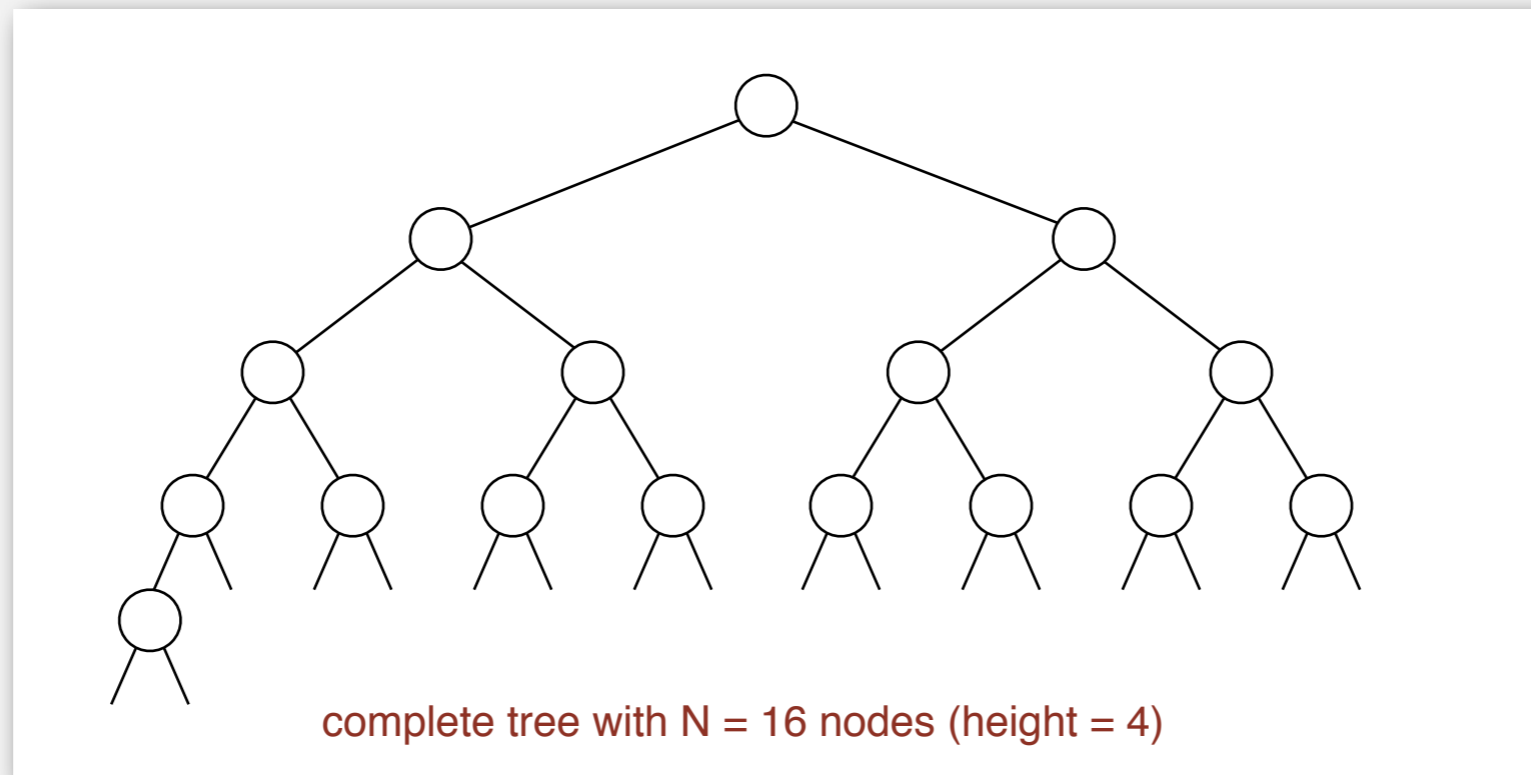 complete tree with N = 16 nodes (height = 4)